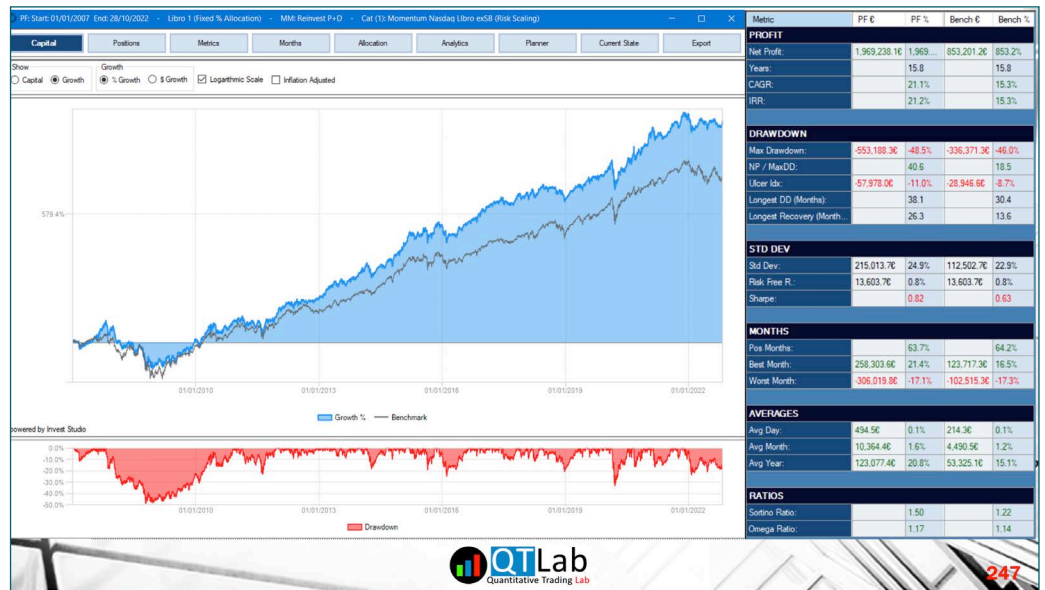 PF: Start: 01/01/2007 End: 28/10/2022 - Libro 1 (Fixed % Allocation) - MM: Reinvest P+D - Cat (1): Momentum Nasdaq LIbro exSB (Risk Scaling)
Capital Positions Metrics Months Allocation Analytics Planner Current State Export
Show Growth
Capital Growth % Growth $ Growth Logarthmic Scale Inflation Adjusted
579.4%
01/01/2010 01/01/2013 01/01/2016 01/01/2019 01/01/2022
Growth % Benchmark
powered by Invest Studio
0.0%
-10.0%
-20.0%
-30.0%
-40.0%
-50.0%
01/01/2010 01/01/2013 01/01/2016 01/01/2019 01/01/2022
Drawdown
Metric PF € PF % Bench € Bench %
PROFIT
Net Profit: 1,969,238.1€ 1,969... 853,201.2€ 853.2%
Years: 15.8 15.8
CAGR: 21.1% 15.3%
IRR: 21.2% 15.3%
DRAWDOWN
Max Drawdown: -553,188.3€ -48.5% -336,371.3€ -46.0%
NP / MaxDD: 40.6 18.5
Ulcer Idx: -57,978.0€ -11.0% -28,946.6€ -8.7%
Longest DD (Months): 38.1 30.4
Longest Recovery (Month... 26.3 13.6
STD DEV
Std Dev: 215,013.7€ 24.9% 112,502.7€ 22.9%
Risk Free R.: 13,603.7€ 0.8% 13,603.7€ 0.8%
Sharpe: 0.82 0.63
MONTHS
Pos Months: 63.7% 64.2%
Best Month: 258,303.6€ 21.4% 123,717.3€ 16.5%
Worst Month: -306,019.8€ -17.1% -102,515.3€ -17.3%
AVERAGES
Avg Day: 494.5€ 0.1% 214.3€ 0.1%
Avg Month: 10,364.4€ 1.6% 4,490.5€ 1.2%
Avg Year: 123,077.4€ 20.8% 53,325.1€ 15.1%
RATIOS
Sortino Ratio: 1.50 1.22
Omega Ratio: 1.17 1.14
QTLab
Quantitative Trading Lab
247